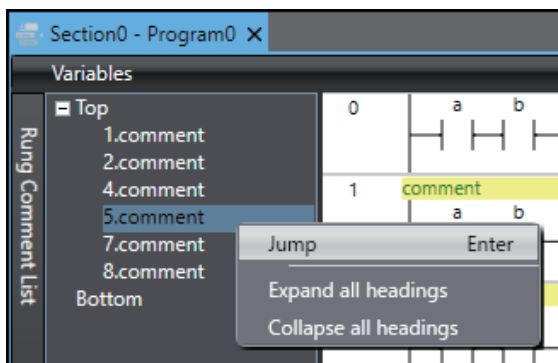 Section0 - Program0 ×
Variables
Rung Comment List
Top
1.comment
2.comment
4.comment
5.comment
7.comment
8.comment
Bottom
0
a b
1
comment
a b
Jump Enter
Expand all headings
Collapse all headings